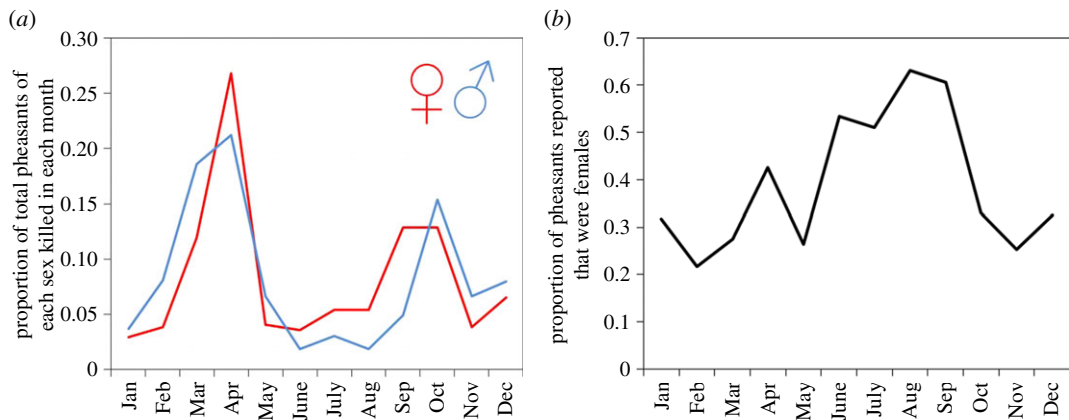 (a)
proportion of total pheasants of
each sex killed in each month
0.30
0.25
0.20
0.15
0.10
0.05
0
Jan
Feb
Mar
Apr
May
June
July
Aug
Sep
Oct
Nov
Dec
(b)
proportion of pheasants reported
that were females
0.7
0.6
0.5
0.4
0.3
0.2
0.1
0
Jan
Feb
Mar
Apr
May
June
July
Aug
Sep
Oct
Nov
Dec